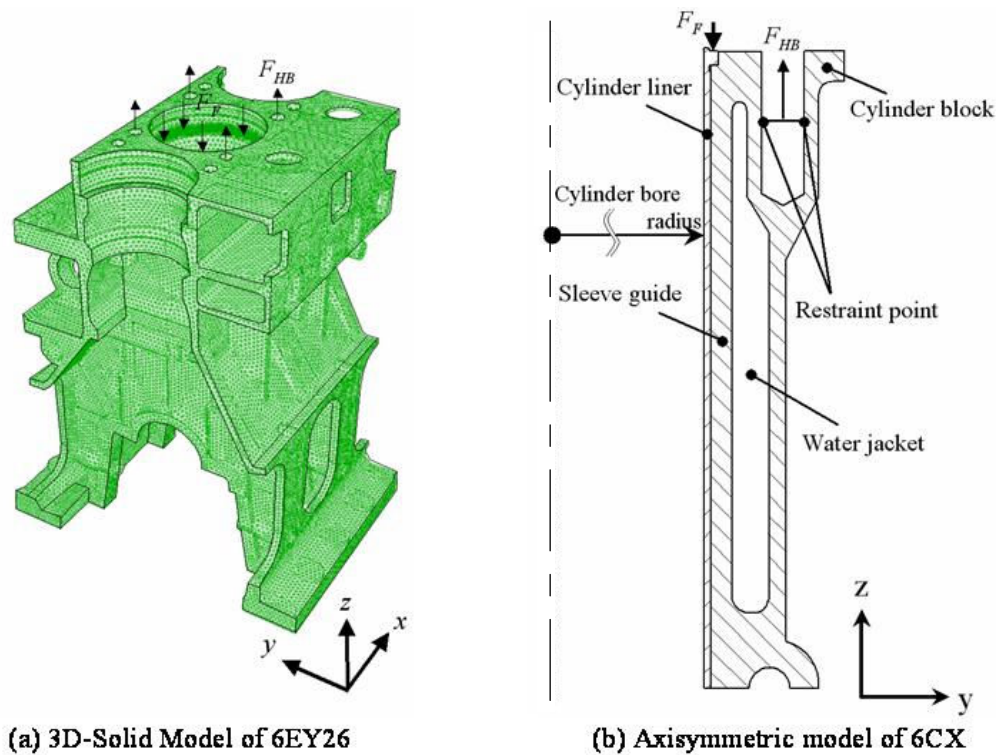 F_HB
F_F
z
x
y
(a) 3D-Solid Model of 6EY26
F_F
F_HB
Cylinder liner
Cylinder block
Cylinder bore
radius
Sleeve guide
Restraint point
Water jacket
z
y
(b) Axisymmetric model of 6CX